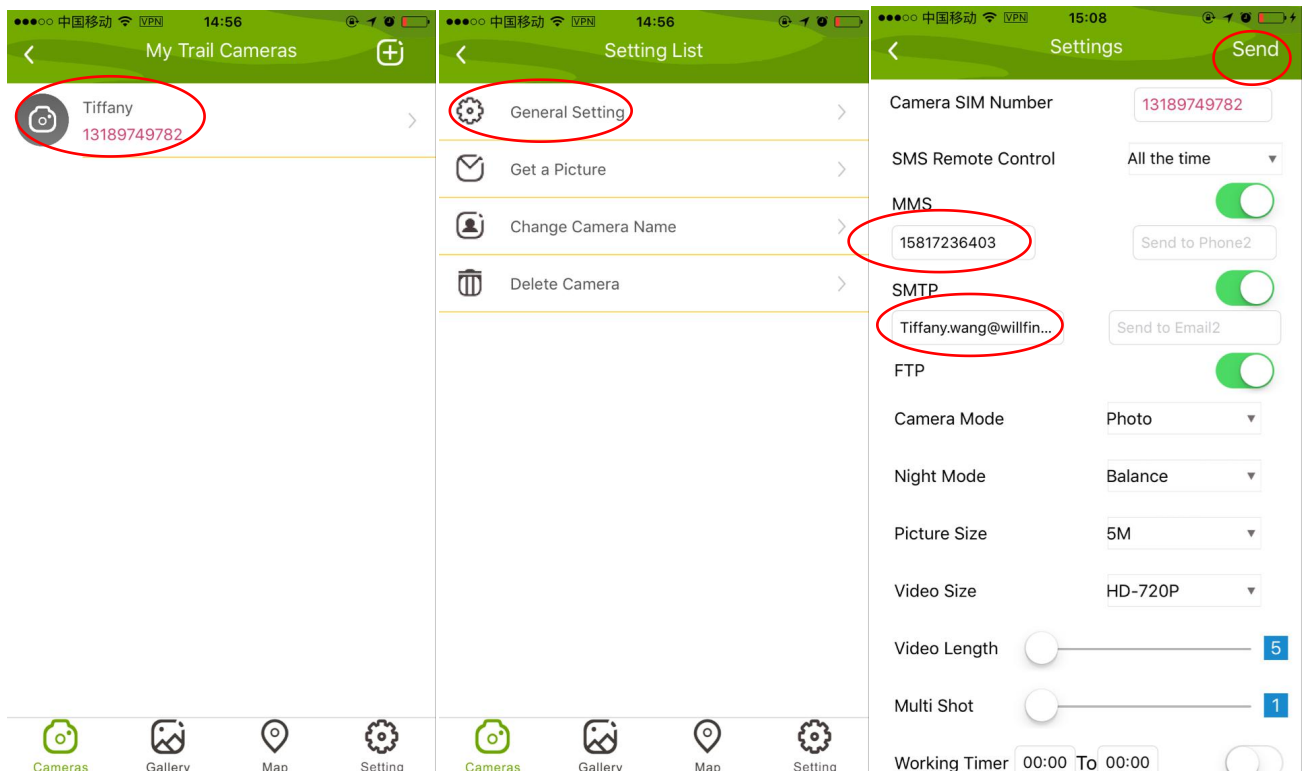 中国移动 VPN 14:56
My Trail Cameras
Tiffany
13189749782
Cameras Gallery Map Setting
中国移动 VPN 14:56
Setting List
General Setting
Get a Picture
Change Camera Name
Delete Camera
Cameras Gallery Map Setting
中国移动 VPN 15:08
Settings Send
Camera SIM Number 13189749782
SMS Remote Control All the time
MMS
15817236403 Send to Phone2
SMTP
Tiffany.wang@willfin... Send to Email2
FTP
Camera Mode Photo
Night Mode Balance
Picture Size 5M
Video Size HD-720P
Video Length 5
Multi Shot 1
Working Timer 00:00 To 00:00